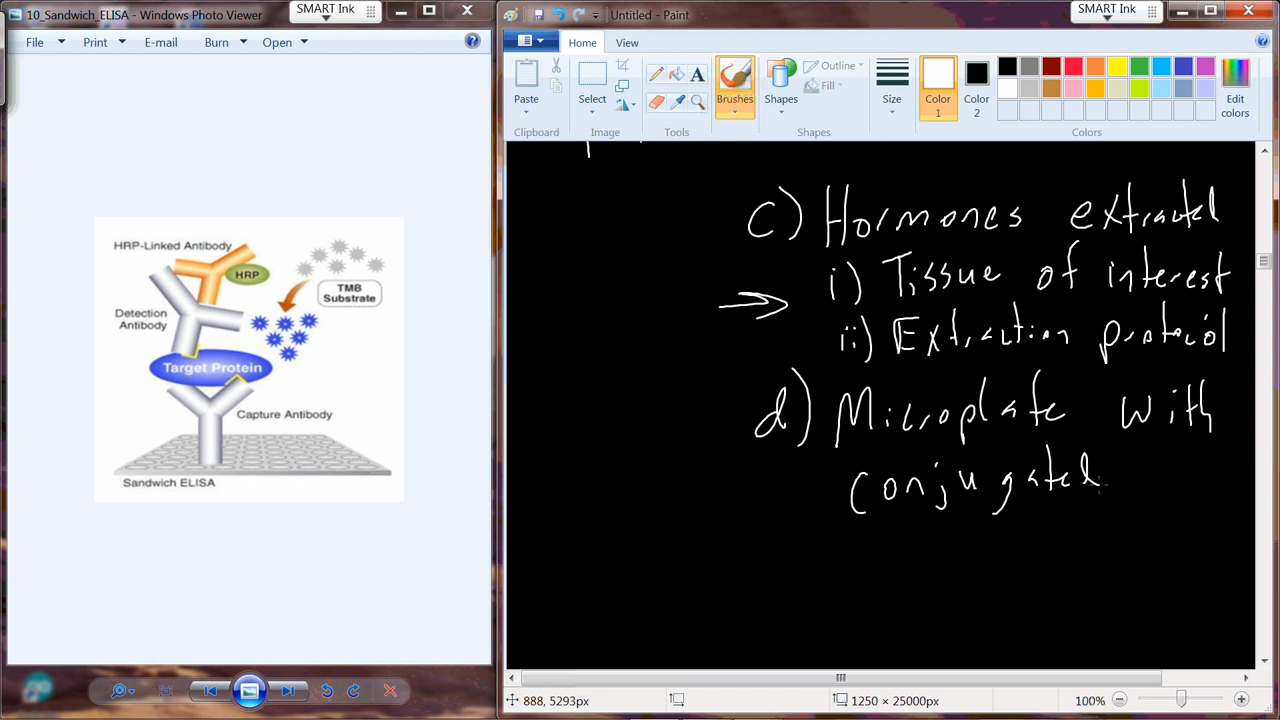 10_Sandwich_ELISA - Windows Photo Viewer
SMART Ink
File Print E-mail Burn Open
HRP-Linked Antibody
HRP
TMB
Substrate
Detection
Antibody
Target Protein
Capture Antibody
Sandwich ELISA
Untitled - Paint
SMART Ink
Home View
Paste
Select
Brushes
Shapes
Outline
Fill
Size
Color
1
Color
2
Edit
colors
Clipboard Image Tools Shapes Colors
c) Hormones extracted
i) Tissue of interest
ii) Extraction protocol
d) Microplate with
conjugated
888, 5293px
1250 × 25000px
100%